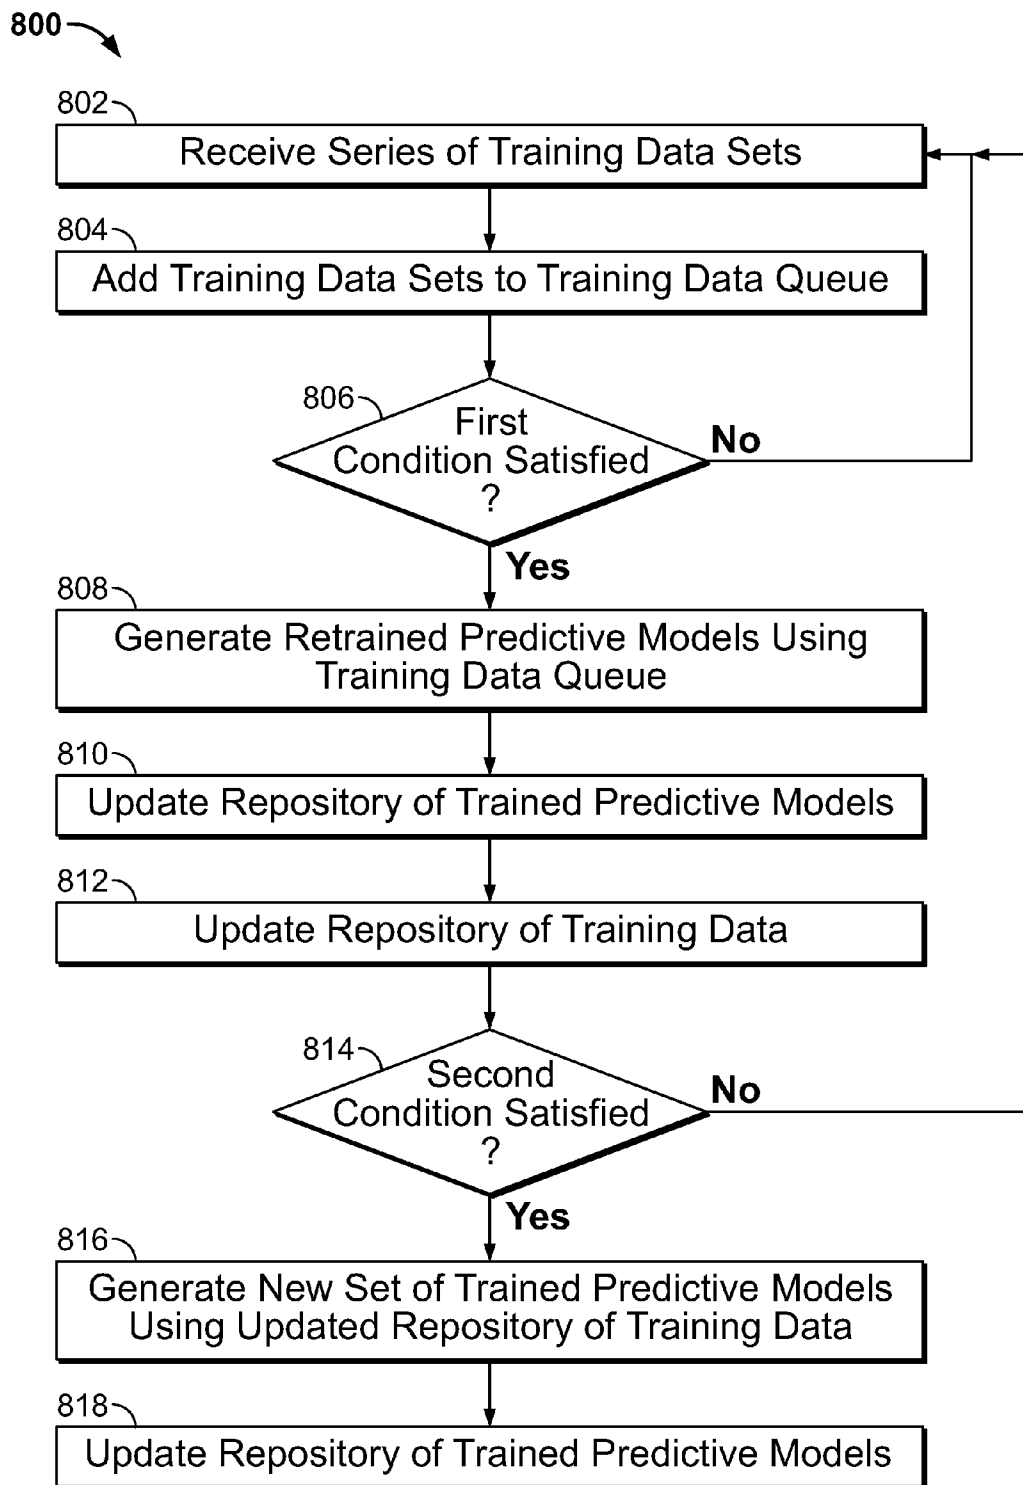 800
802
Receive Series of Training Data Sets
804
Add Training Data Sets to Training Data Queue
806
First
Condition Satisfied
?
No
Yes
808
Generate Retrained Predictive Models Using
Training Data Queue
810
Update Repository of Trained Predictive Models
812
Update Repository of Training Data
814
Second
Condition Satisfied
?
No
Yes
816
Generate New Set of Trained Predictive Models
Using Updated Repository of Training Data
818
Update Repository of Trained Predictive Models